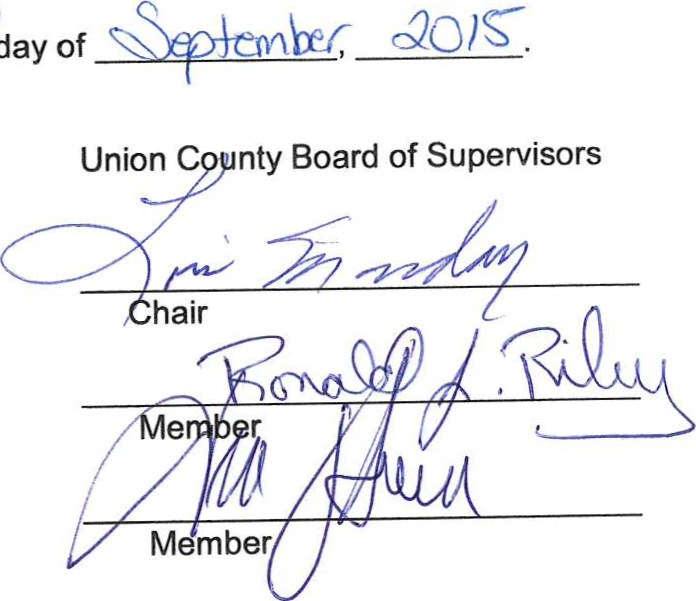 day of September, 2015.
Union County Board of Supervisors
Chair
Ronald L. Riley
Member
Member